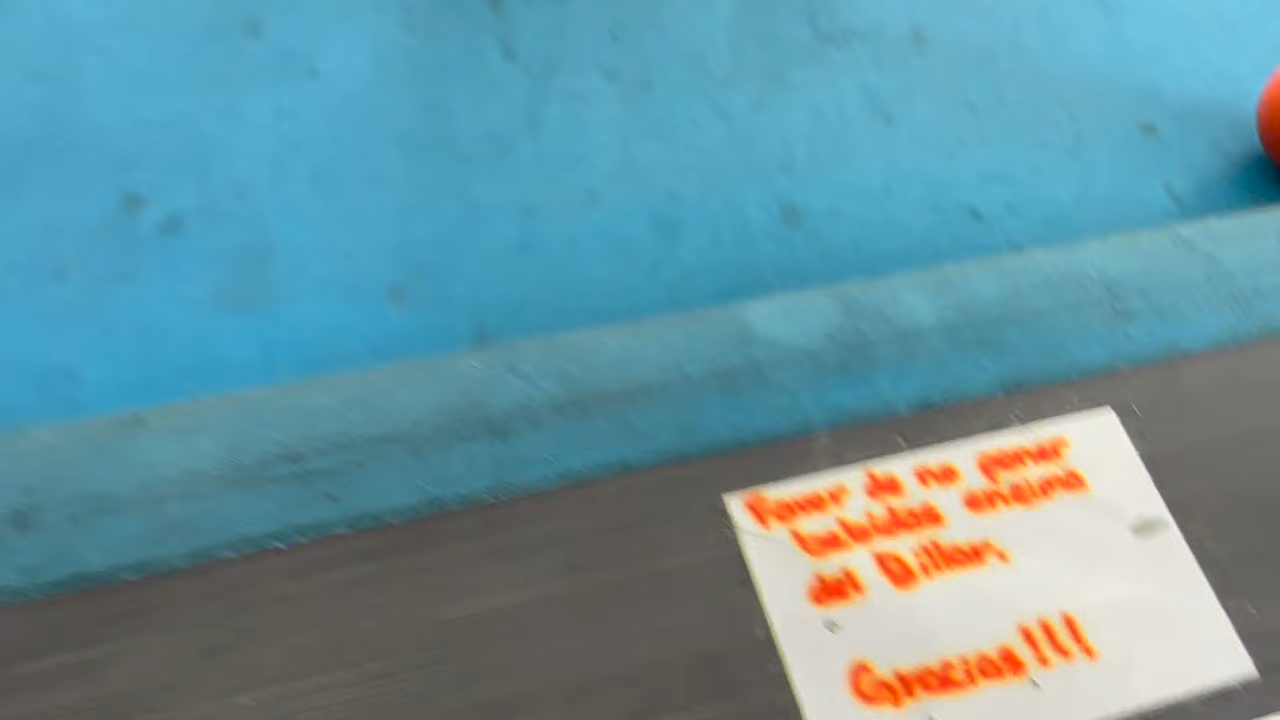 Favor de no poner
bebidas encima
del Billar.
Gracias!!!